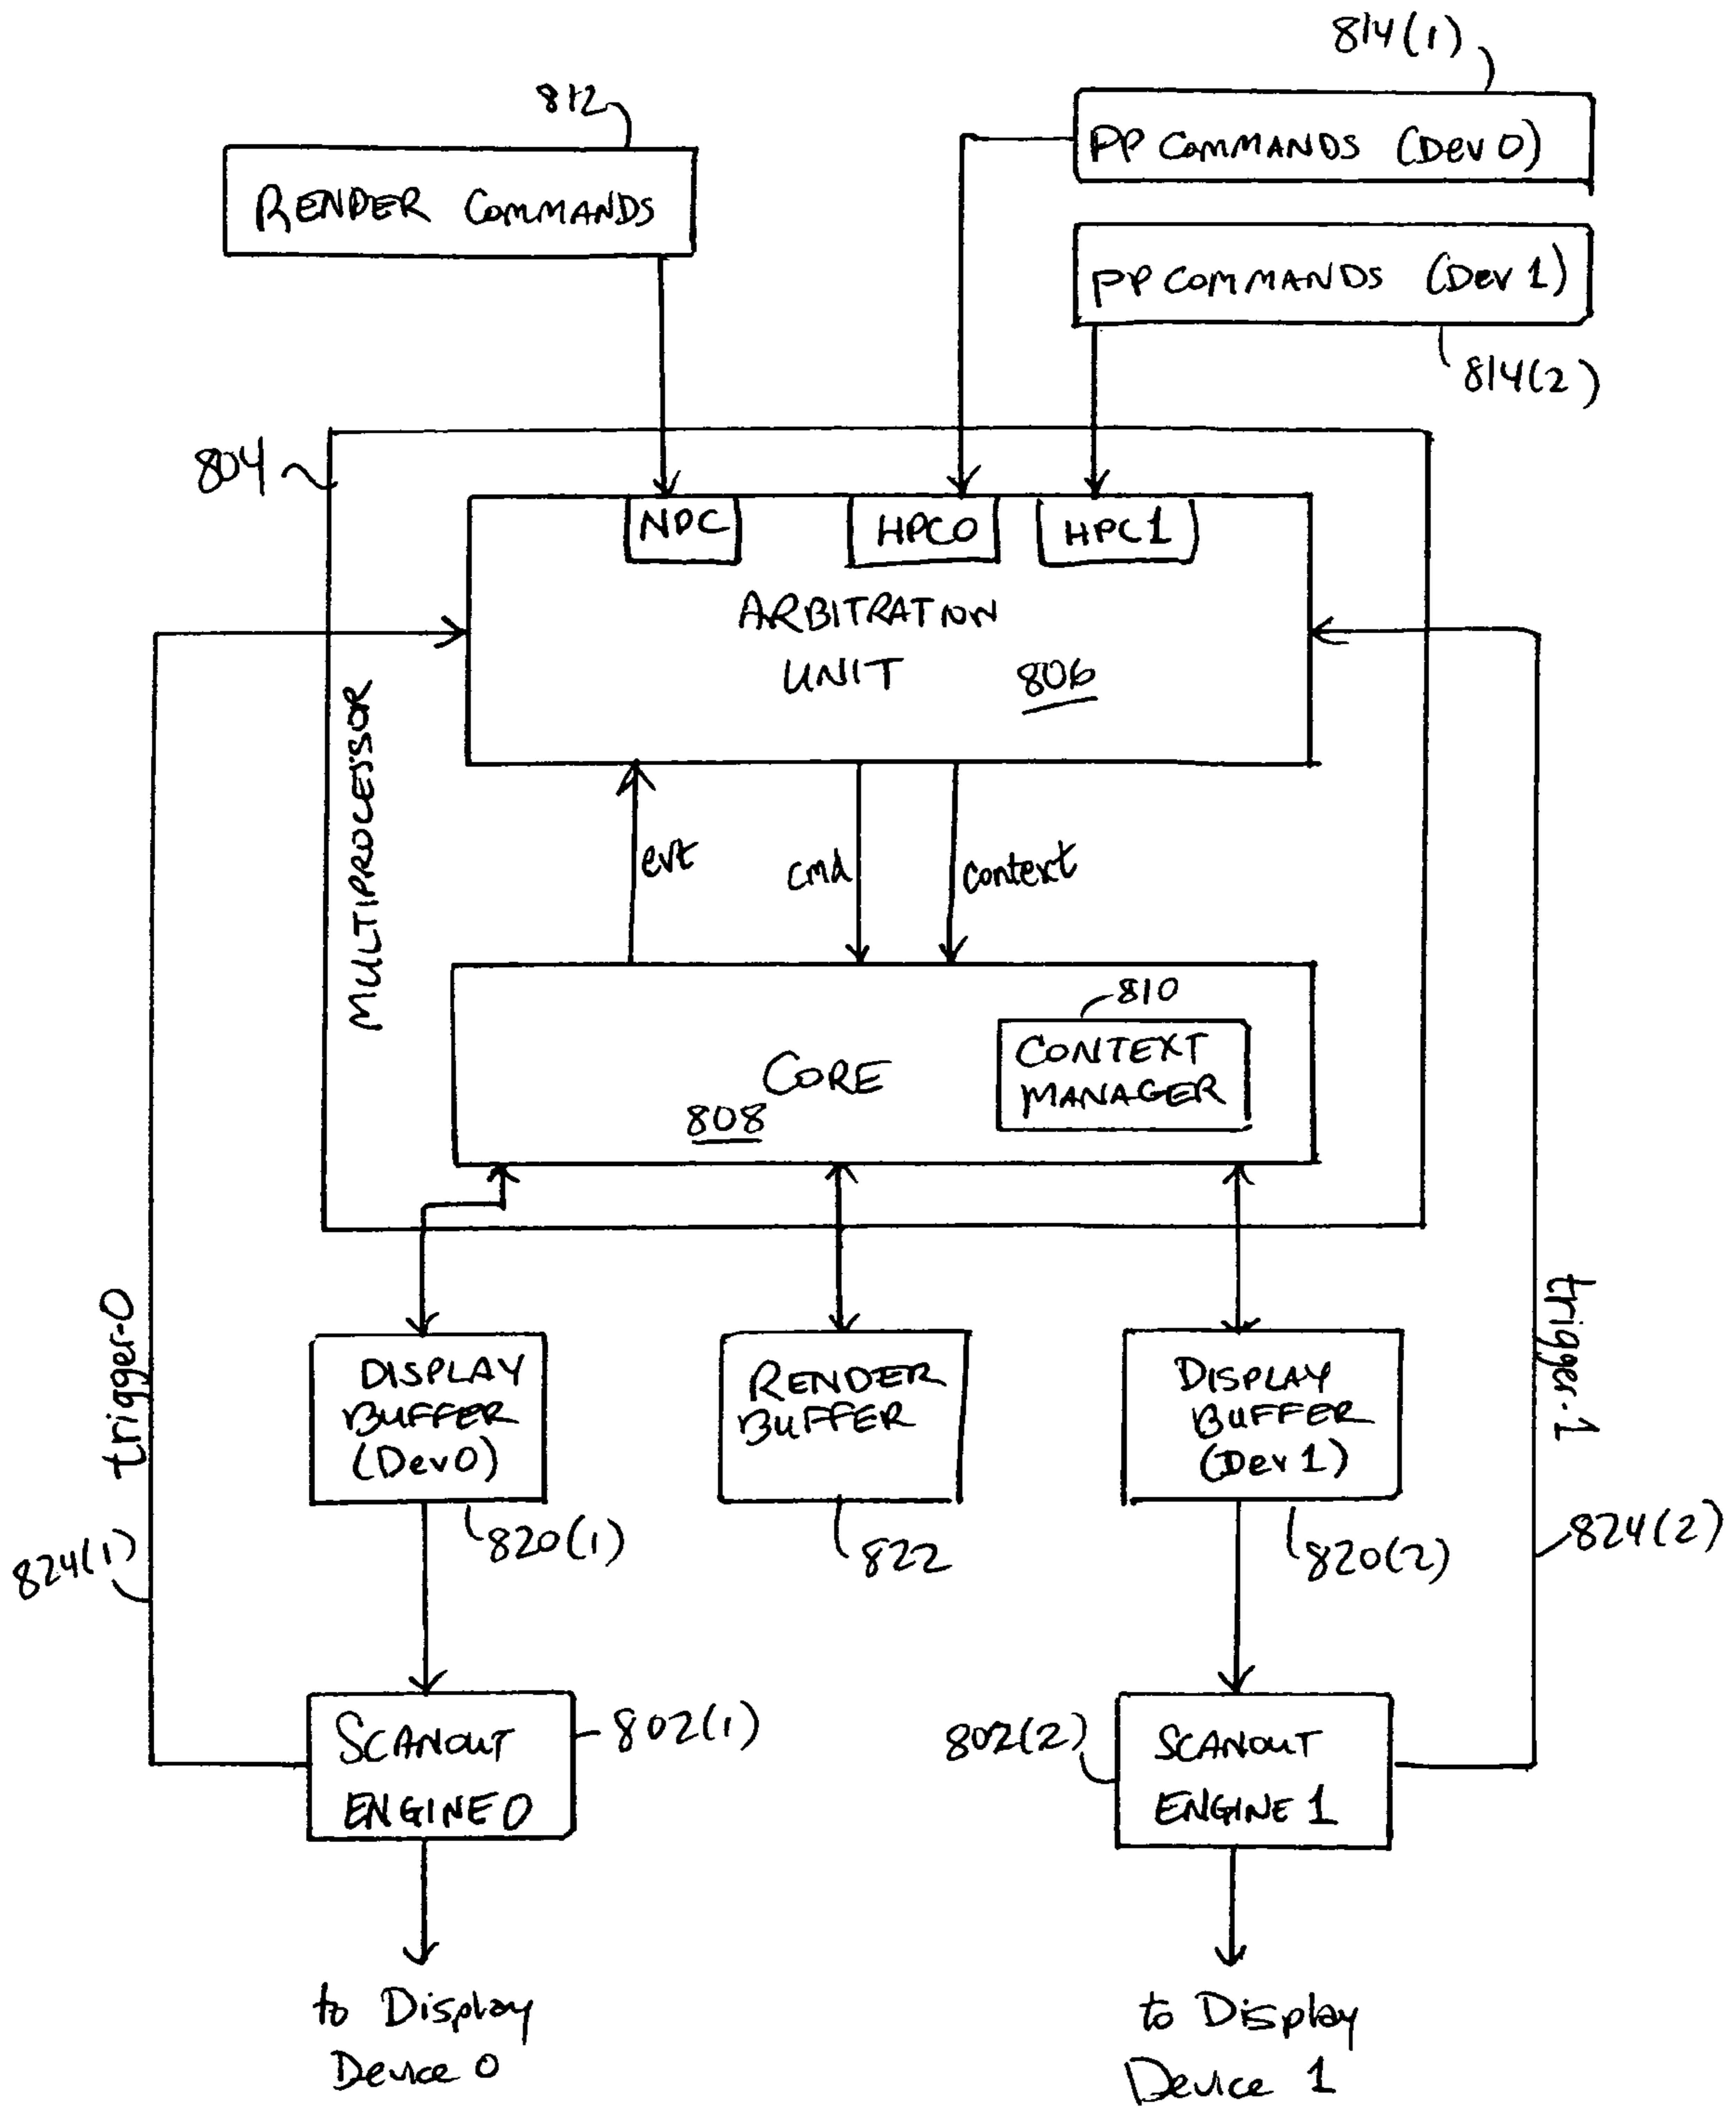 814(1)
812
PP COMMANDS (Dev 0)
RENDER COMMANDS
PP COMMANDS (Dev 1)
814(2)
804
NPC
HPC0
HPC1
ARBITRATION
UNIT 806
MULTIPROCESSOR
evt
cmd
context
810
CONTEXT
MANAGER
CORE
808
trigger-0
trigger-1
DISPLAY
BUFFER
(Dev0)
RENDER
BUFFER
DISPLAY
BUFFER
(Dev 1)
824(1)
820(1)
822
820(2)
824(2)
SCANOUT
ENGINE 0
802(1)
802(2)
SCANOUT
ENGINE 1
to Display
Device 0
to Display
Device 1